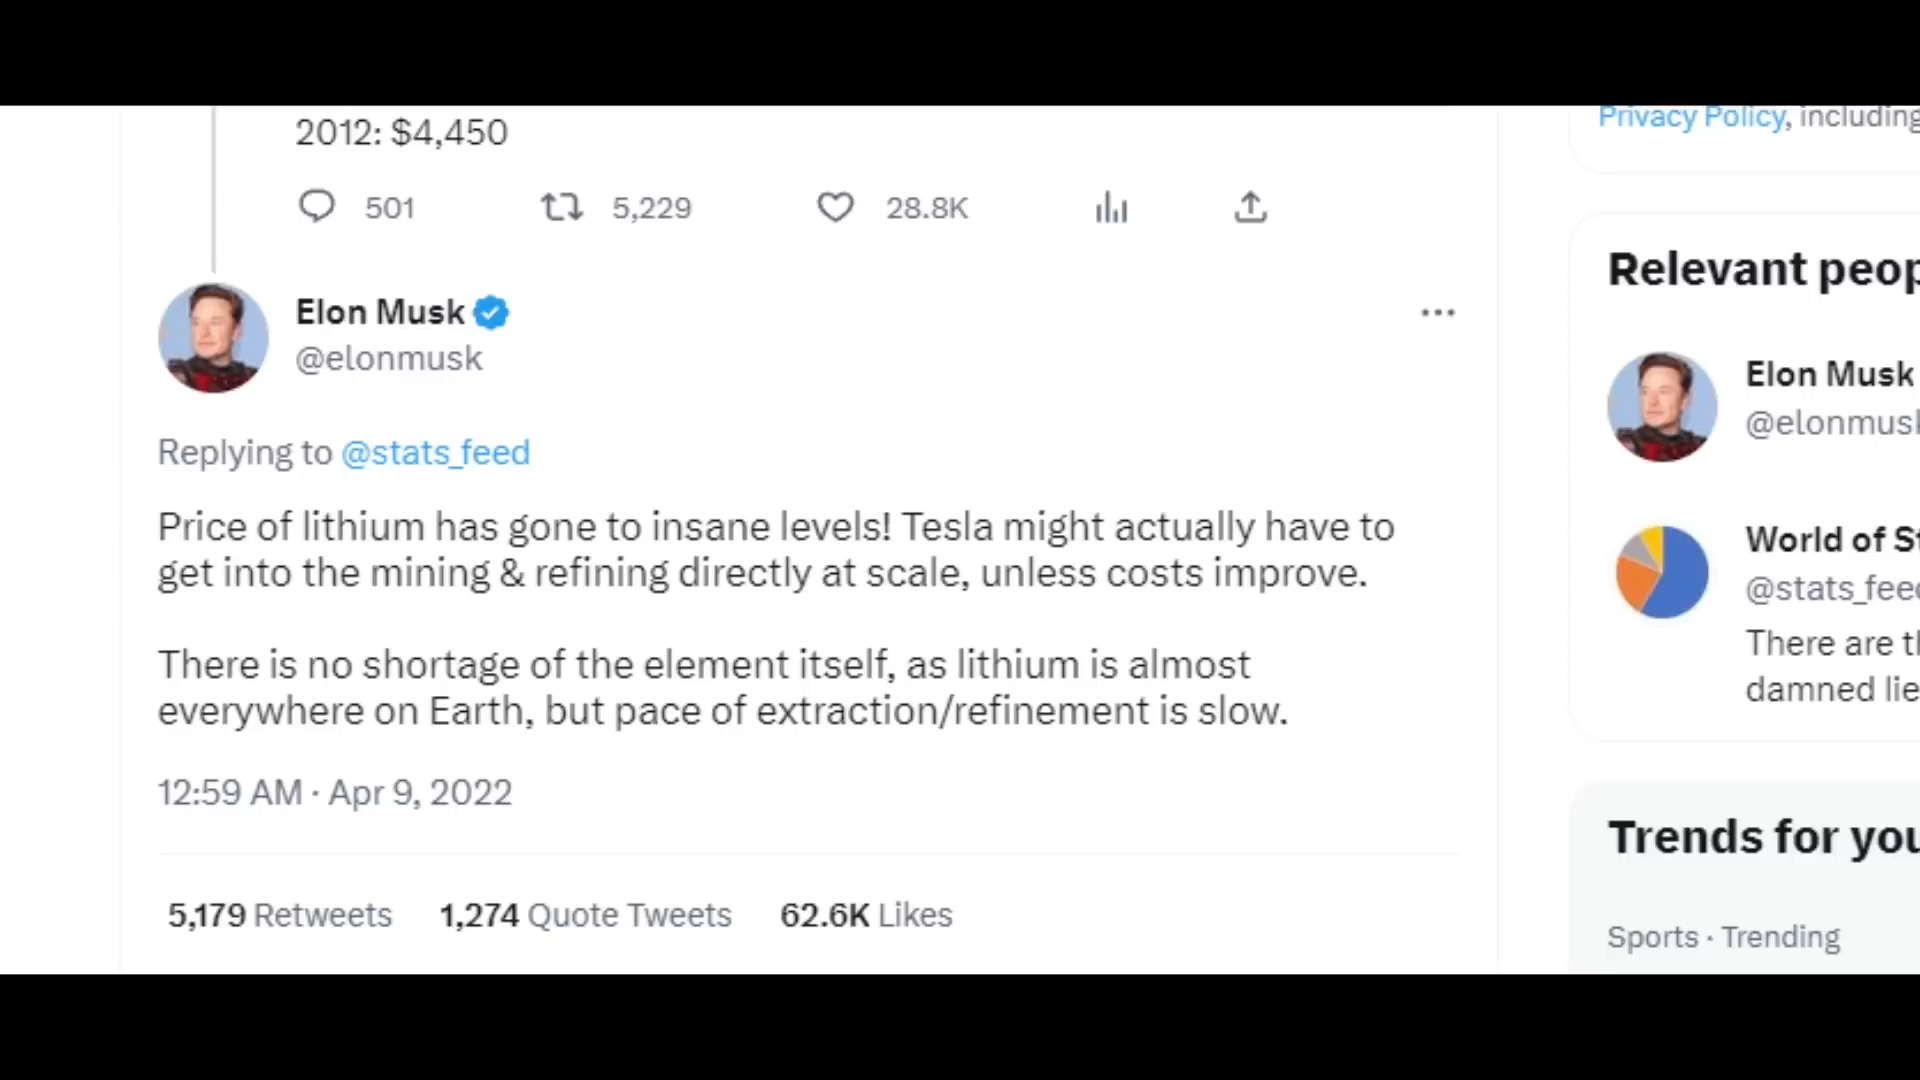 2012: $4,450
501 5,229 28.8K
Elon Musk
@elonmusk
Replying to @stats_feed
Price of lithium has gone to insane levels! Tesla might actually have to
get into the mining & refining directly at scale, unless costs improve.
There is no shortage of the element itself, as lithium is almost
everywhere on Earth, but pace of extraction/refinement is slow.
12:59 AM · Apr 9, 2022
5,179 Retweets 1,274 Quote Tweets 62.6K Likes
Privacy Policy, including
Relevant peop
Elon Musk
@elonmusk
World of St
@stats_feed
There are th
damned lie
Trends for you
Sports · Trending